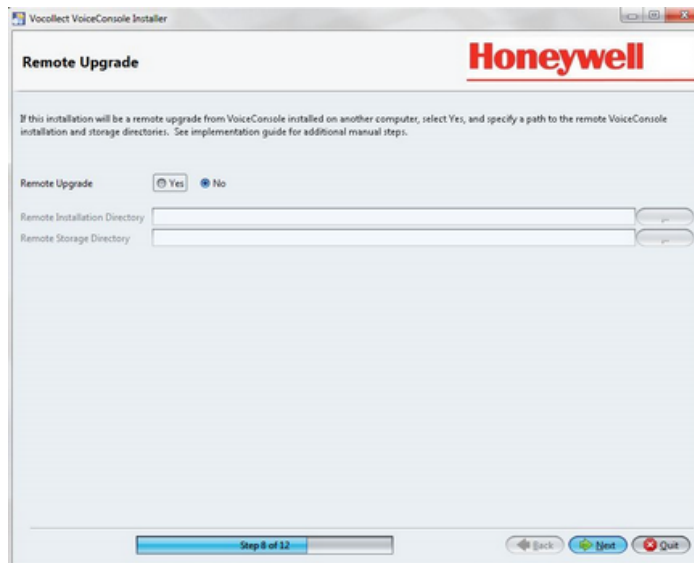 Vocollect VoiceConsole Installer
Remote Upgrade
Honeywell
If this installation will be a remote upgrade from VoiceConsole installed on another computer, select Yes, and specify a path to the remote VoiceConsole
installation and storage directories. See implementation guide for additional manual steps.
Remote Upgrade Yes No
Remote Installation Directory ...
Remote Storage Directory ...
Step 8 of 12 Back Next Quit